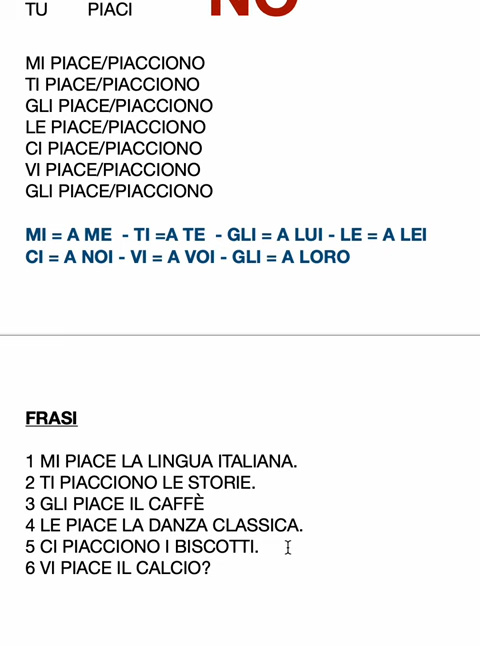 TU PIACI NO
MI PIACE/PIACCIONO
TI PIACE/PIACCIONO
GLI PIACE/PIACCIONO
LE PIACE/PIACCIONO
CI PIACE/PIACCIONO
VI PIACE/PIACCIONO
GLI PIACE/PIACCIONO
MI = A ME - TI =A TE - GLI = A LUI - LE = A LEI
CI = A NOI - VI = A VOI - GLI = A LORO
FRASI
1 MI PIACE LA LINGUA ITALIANA.
2 TI PIACCIONO LE STORIE.
3 GLI PIACE IL CAFFÈ
4 LE PIACE LA DANZA CLASSICA.
5 CI PIACCIONO I BISCOTTI.
6 VI PIACE IL CALCIO?